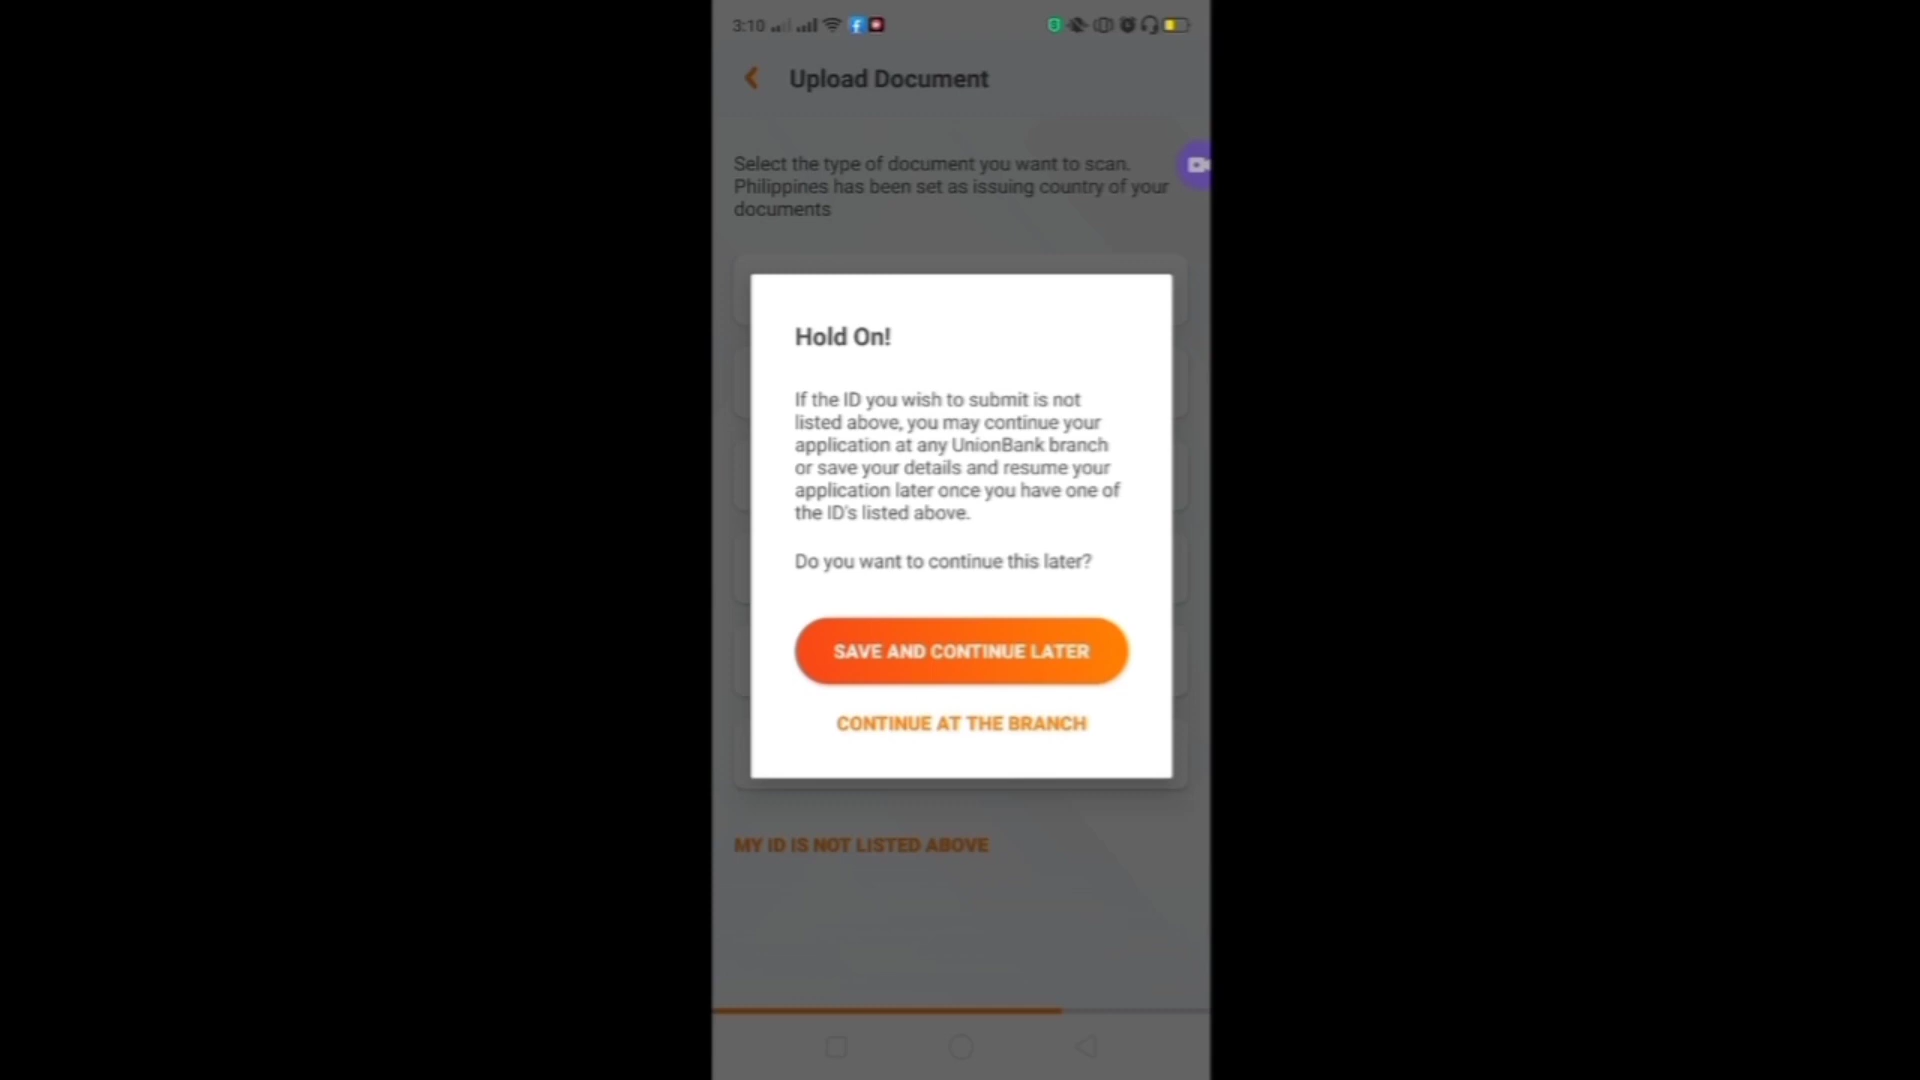 3:10
Upload Document
Select the type of document you want to scan.
Philippines has been set as issuing country of your
documents
Hold On!
If the ID you wish to submit is not
listed above, you may continue your
application at any UnionBank branch
or save your details and resume your
application later once you have one of
the ID's listed above.
Do you want to continue this later?
SAVE AND CONTINUE LATER
CONTINUE AT THE BRANCH
MY ID IS NOT LISTED ABOVE